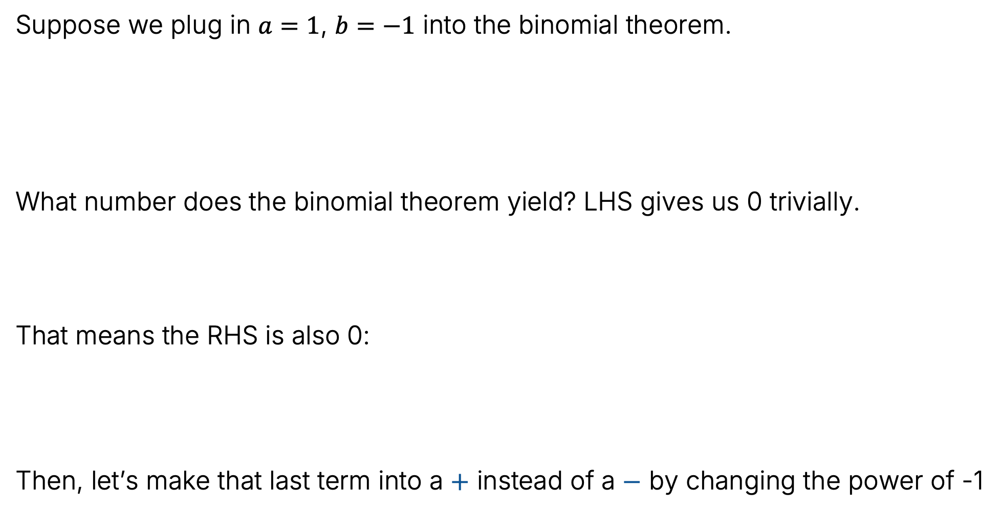 Suppose we plug in 𝑎 = 1, 𝑏 = −1 into the binomial theorem.
What number does the binomial theorem yield? LHS gives us 0 trivially.
That means the RHS is also 0:
Then, let’s make that last term into a + instead of a − by changing the power of -1